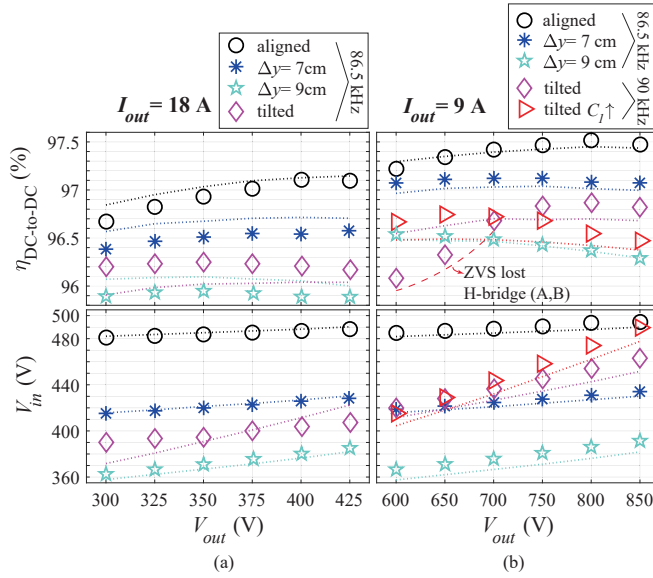 aligned
Δy= 7cm
Δy= 9cm
tilted
86.5 kHz
aligned
Δy= 7 cm
Δy= 9 cm
tilted
tilted C_1↑
86.5 kHz
90 kHz
I_out = 18 A
I_out = 9 A
97.5
97
96.5
96
η_DC-to-DC (%)
ZVS lost
H-bridge (A,B)
500
480
440
400
360
V_in (V)
300 325 350 375 400 425
600 650 700 750 800 850
V_out (V)
V_out (V)
(a)
(b)